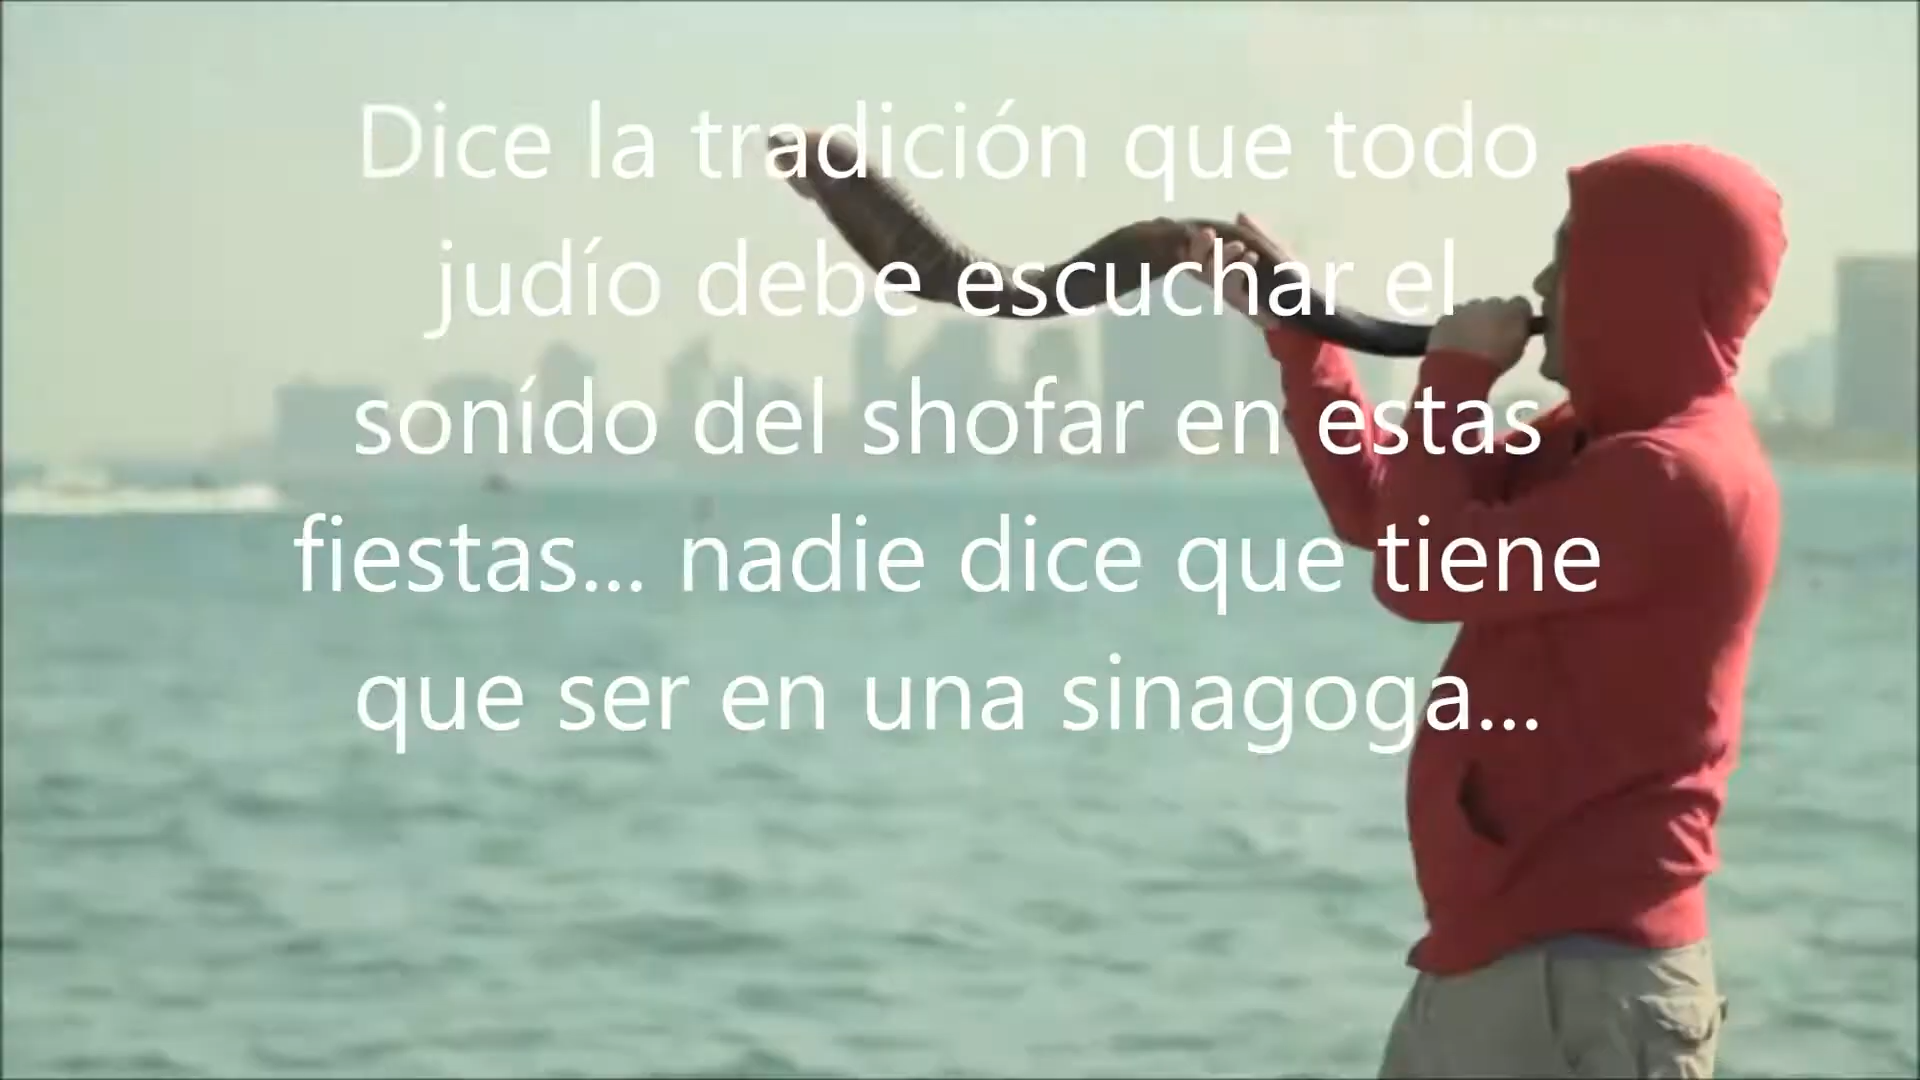 Dice la tradición que todo
judío debe escuchar el
sonído del shofar en estas
fiestas... nadie dice que tiene
que ser en una sinagoga...